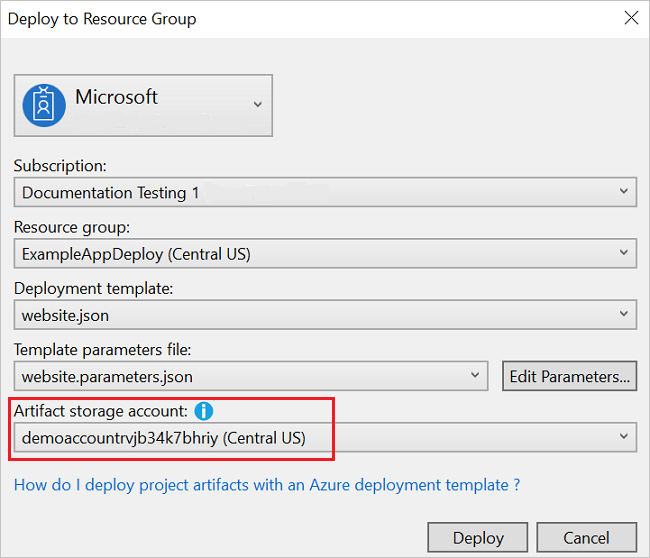 Deploy to Resource Group
Microsoft
Subscription:
Documentation Testing 1
Resource group:
ExampleAppDeploy (Central US)
Deployment template:
website.json
Template parameters file:
website.parameters.json
Edit Parameters...
Artifact storage account:
demoaccountrvjb34k7bhriy (Central US)
How do I deploy project artifacts with an Azure deployment template ?
Deploy
Cancel